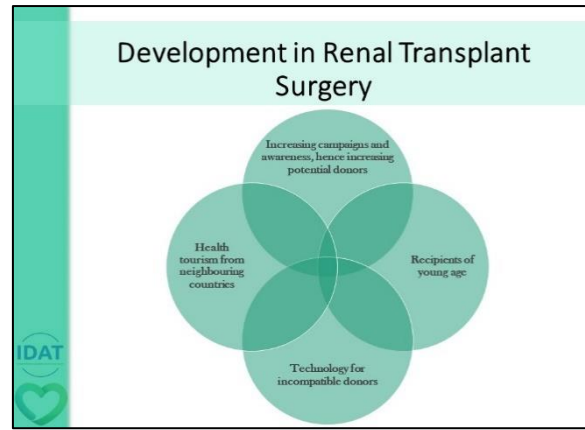 Development in Renal Transplant
Surgery
Increasing campaigns and
awareness, hence increasing
potential donors
Health
tourism from
neighbouring
countries
Recipients of
young age
Technology for
incompatible donors
IDAT